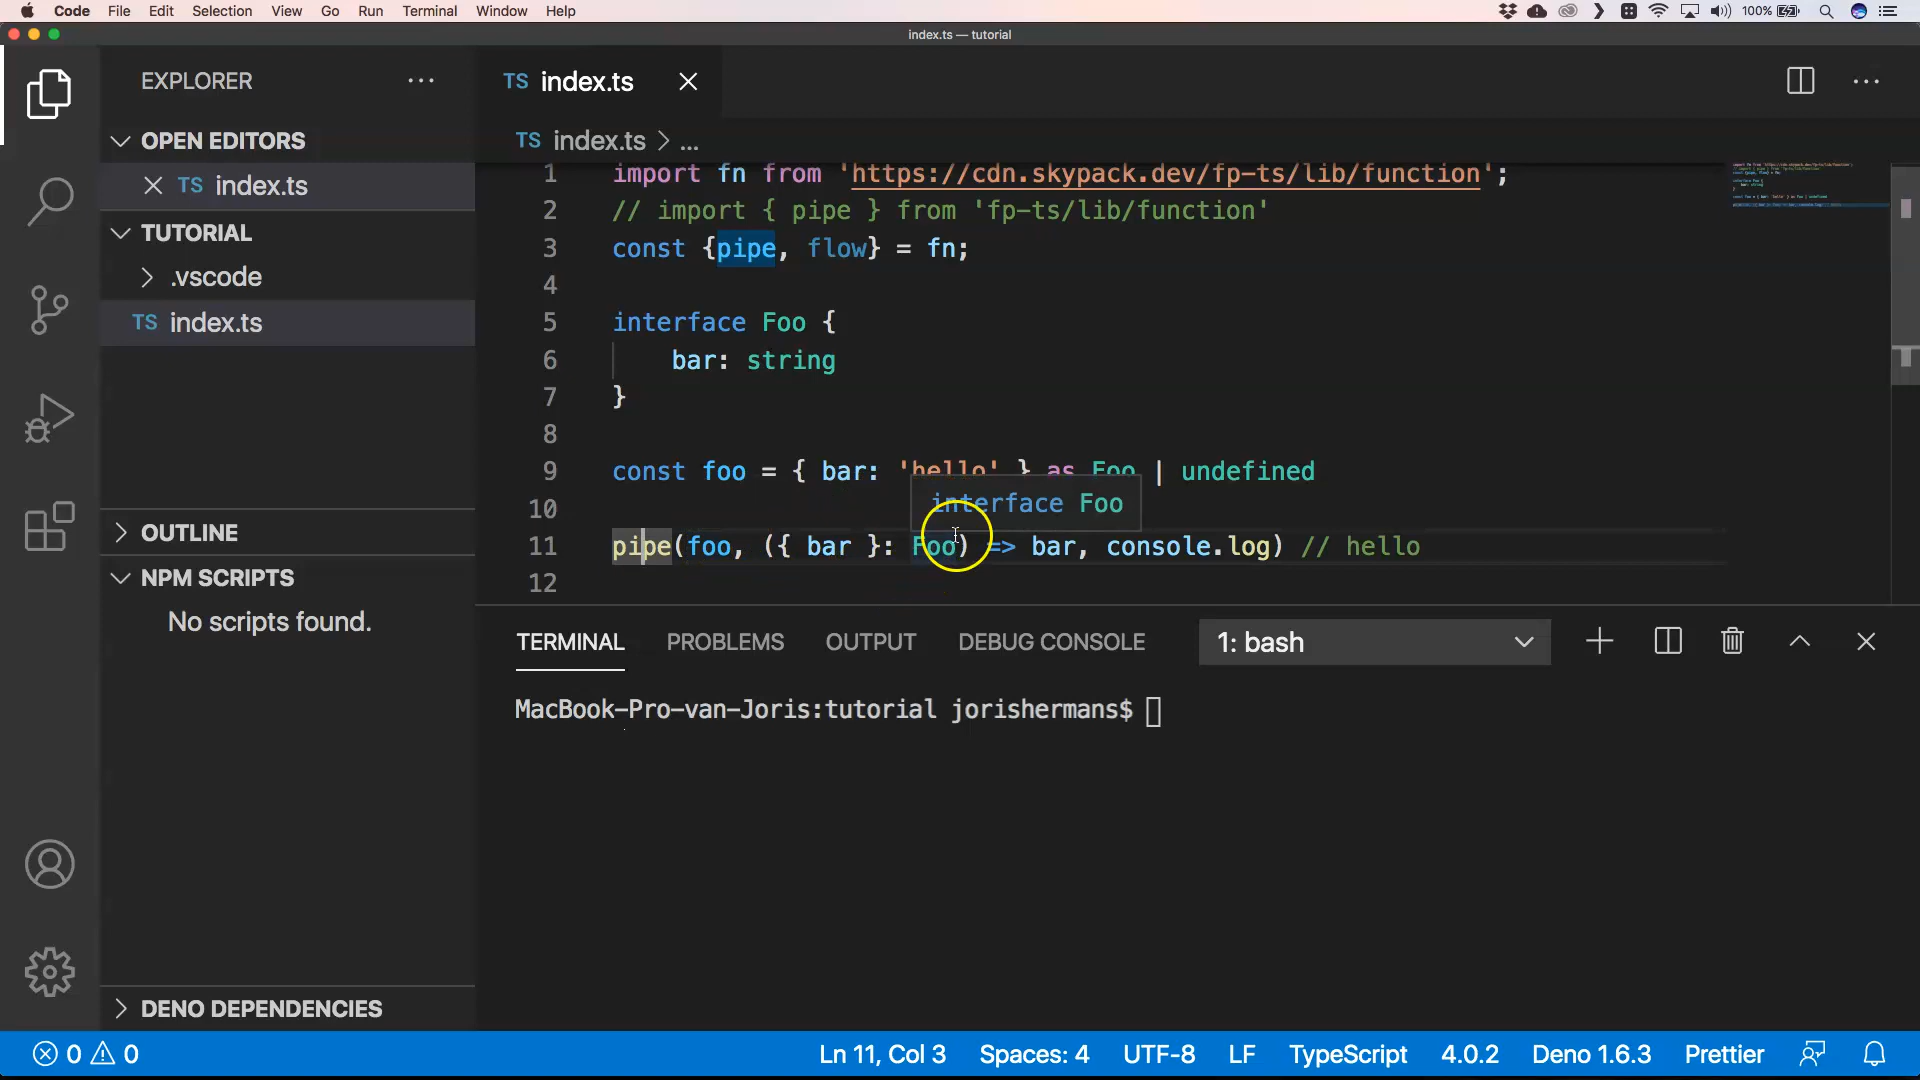 Code File Edit Selection View Go Run Terminal Window Help 100%
index.ts — tutorial
EXPLORER
OPEN EDITORS
TS index.ts
TUTORIAL
.vscode
TS index.ts
OUTLINE
NPM SCRIPTS
No scripts found.
DENO DEPENDENCIES
TS index.ts
TS index.ts > ...
1 import fn from 'https://cdn.skypack.dev/fp-ts/lib/function';
2 // import { pipe } from 'fp-ts/lib/function'
3 const {pipe, flow} = fn;
4
5 interface Foo {
6 bar: string
7 }
8
9 const foo = { bar: 'hello' } as Foo | undefined
interface Foo
10
11 pipe(foo, ({ bar }: Foo) => bar, console.log) // hello
12
TERMINAL PROBLEMS OUTPUT DEBUG CONSOLE 1: bash
MacBook-Pro-van-Joris:tutorial jorishermans$
0 0 Ln 11, Col 3 Spaces: 4 UTF-8 LF TypeScript 4.0.2 Deno 1.6.3 Prettier